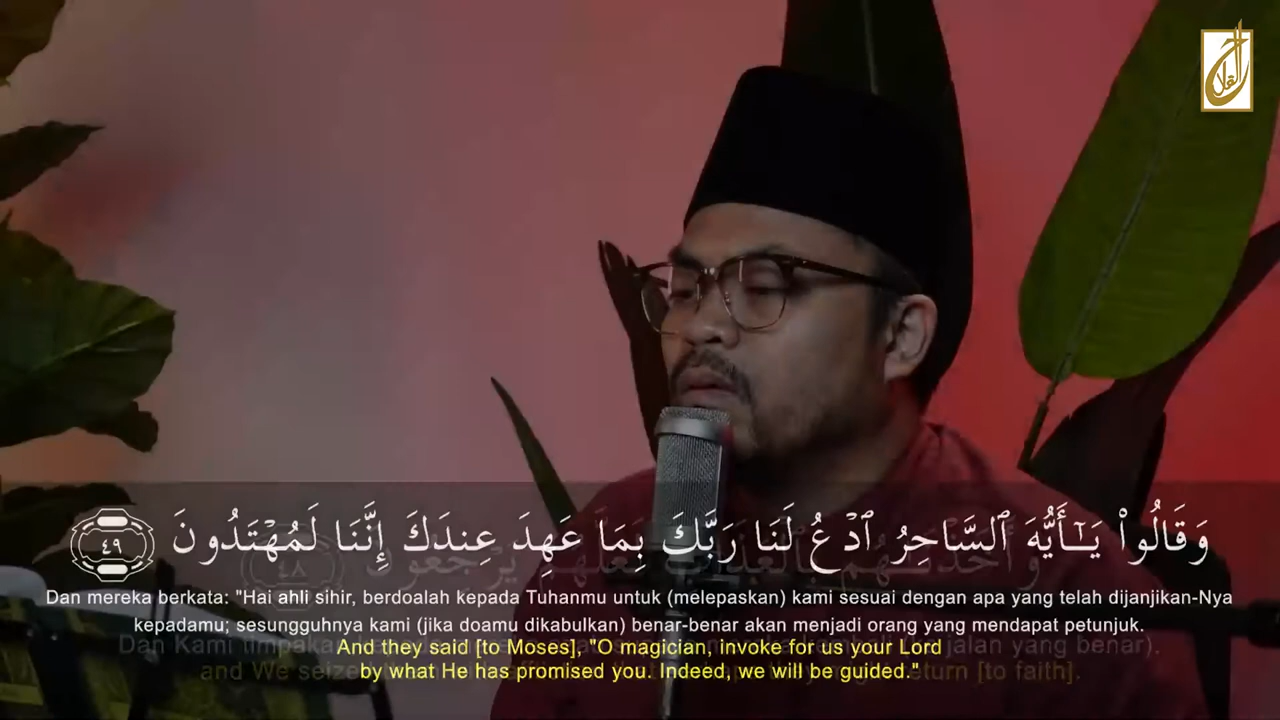 وَقَالُوا۟ يَـٰٓأَيُّهَ ٱلسَّاحِرُ ٱدْعُ لَنَا رَبَّكَ بِمَا عَهِدَ عِندَكَ إِنَّنَا لَمُهْتَدُونَ ٤٩
Dan mereka berkata: "Hai ahli sihir, berdoalah kepada Tuhanmu untuk (melepaskan) kami sesuai dengan apa yang telah dijanjikan-Nya
kepadamu; sesungguhnya kami (jika doamu dikabulkan) benar-benar akan menjadi orang yang mendapat petunjuk.
And they said [to Moses], "O magician, invoke for us your Lord
by what He has promised you. Indeed, we will be guided."